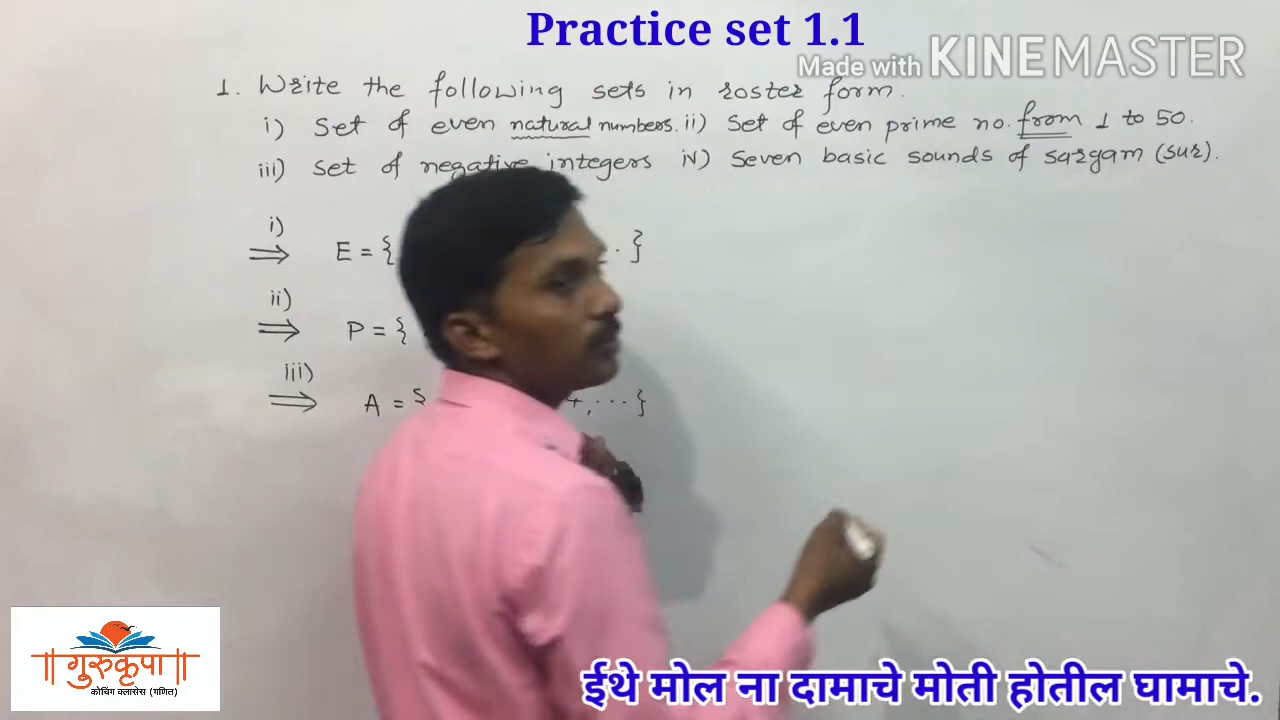 Practice set 1.1
Made with KINEMASTER
1. Write the following sets in roster form.
i) Set of even natural numbers. ii) Set of even prime no. from 1 to 50.
iii) Set of negative integers iv) Seven basic sounds of sargam (sur).
i)
⇒ E = { . }
ii)
⇒ P = {
iii)
⇒ A = { 4, ... }
॥गुरुकृपा॥
कोचिंग क्लासेस (गणित)
ईथे मोल ना दामाचे मोती होतील घामाचे.